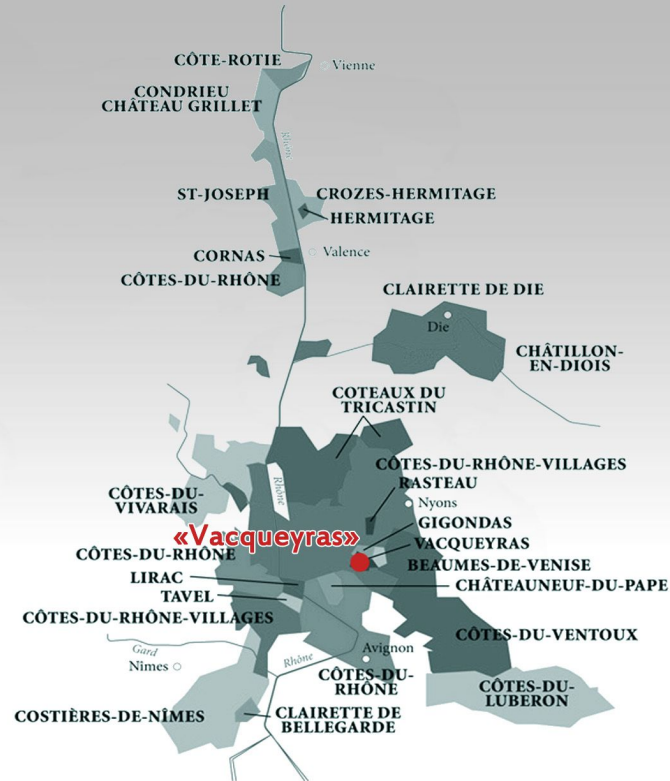 CÔTE-ROTIE
Vienne
CONDRIEU
CHÂTEAU GRILLET
Rhône
ST-JOSEPH
CROZES-HERMITAGE
HERMITAGE
CORNAS
Valence
CÔTES-DU-RHÔNE
CLAIRETTE DE DIE
Die
CHÂTILLON-
EN-DIOIS
COTEAUX DU
TRICASTIN
CÔTES-DU-RHÔNE-VILLAGES
RASTEAU
Rhône
CÔTES-DU-
VIVARAIS
Nyons
GIGONDAS
«Vacqueyras»
VACQUEYRAS
CÔTES-DU-RHÔNE
BEAUMES-DE-VENISE
LIRAC
CHÂTEAUNEUF-DU-PAPE
TAVEL
CÔTES-DU-RHÔNE-VILLAGES
CÔTES-DU-VENTOUX
Gard
Avignon
Rhône
Nîmes
CÔTES-DU-
RHÔNE
CÔTES-DU-
LUBERON
COSTIÈRES-DE-NÎMES
CLAIRETTE DE
BELLEGARDE